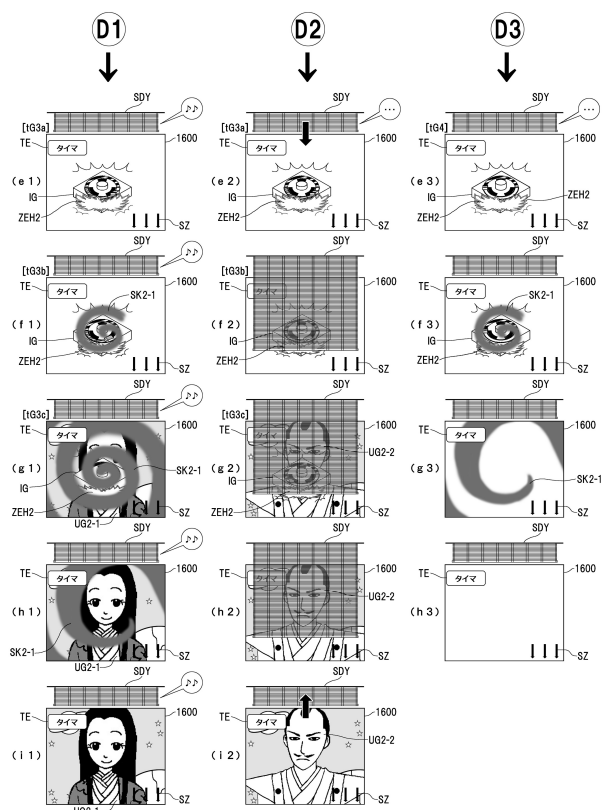 D1 D2 D3
SDY SDY SDY
[tG3a] ♪♪ [tG3a] … [tG4] …
TE 1600 TE 1600 TE 1600
タイマ タイマ タイマ
(e1) (e2) (e3)
IG IG IG ZEH2
ZEH2 ZEH2
SZ SZ SZ
SDY SDY SDY
[tG3b] ♪♪ [tG3b]
TE 1600 TE 1600 TE 1600
タイマ SK2-1 タイマ タイマ SK2-1
(f1) (f2) (f3)
IG IG IG
ZEH2 ZEH2 ZEH2
SZ SZ SZ
SDY SDY SDY
[tG3c] ♪♪ [tG3c]
TE 1600 TE 1600 TE 1600
タイマ タイマ タイマ
UG2-2
(g1) SK2-1 (g2) (g3) SK2-1
IG IG
ZEH2 ZEH2
UG2-1 SZ SZ SZ
SDY SDY SDY
♪♪
TE 1600 TE 1600 TE 1600
タイマ タイマ タイマ
UG2-2
(h1) (h2) (h3)
SK2-1
UG2-1 SZ SZ SZ
SDY SDY
♪♪
TE 1600 TE 1600
タイマ タイマ
UG2-2
(i1) (i2)
UG2-1 SZ SZ